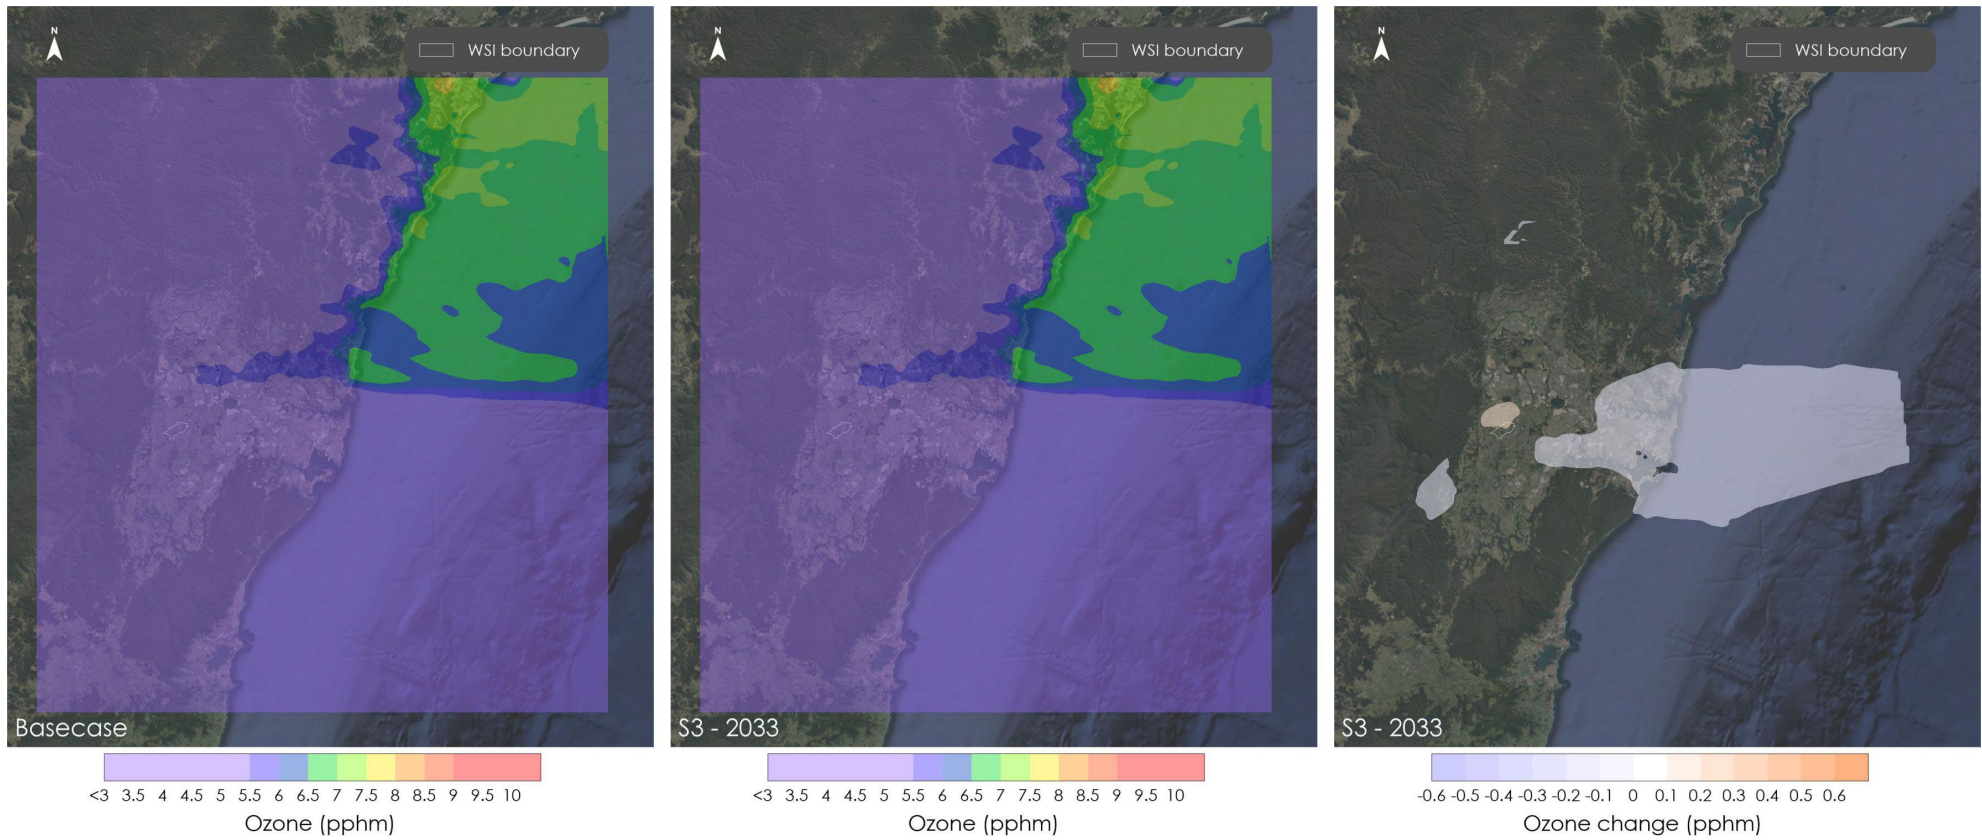 N
WSI boundary
Basecase
<3 3.5 4 4.5 5 5.5 6 6.5 7 7.5 8 8.5 9 9.5 10
Ozone (pphm)
N
WSI boundary
S3 - 2033
<3 3.5 4 4.5 5 5.5 6 6.5 7 7.5 8 8.5 9 9.5 10
Ozone (pphm)
N
WSI boundary
S3 - 2033
-0.6 -0.5 -0.4 -0.3 -0.2 -0.1 0 0.1 0.2 0.3 0.4 0.5 0.6
Ozone change (pphm)